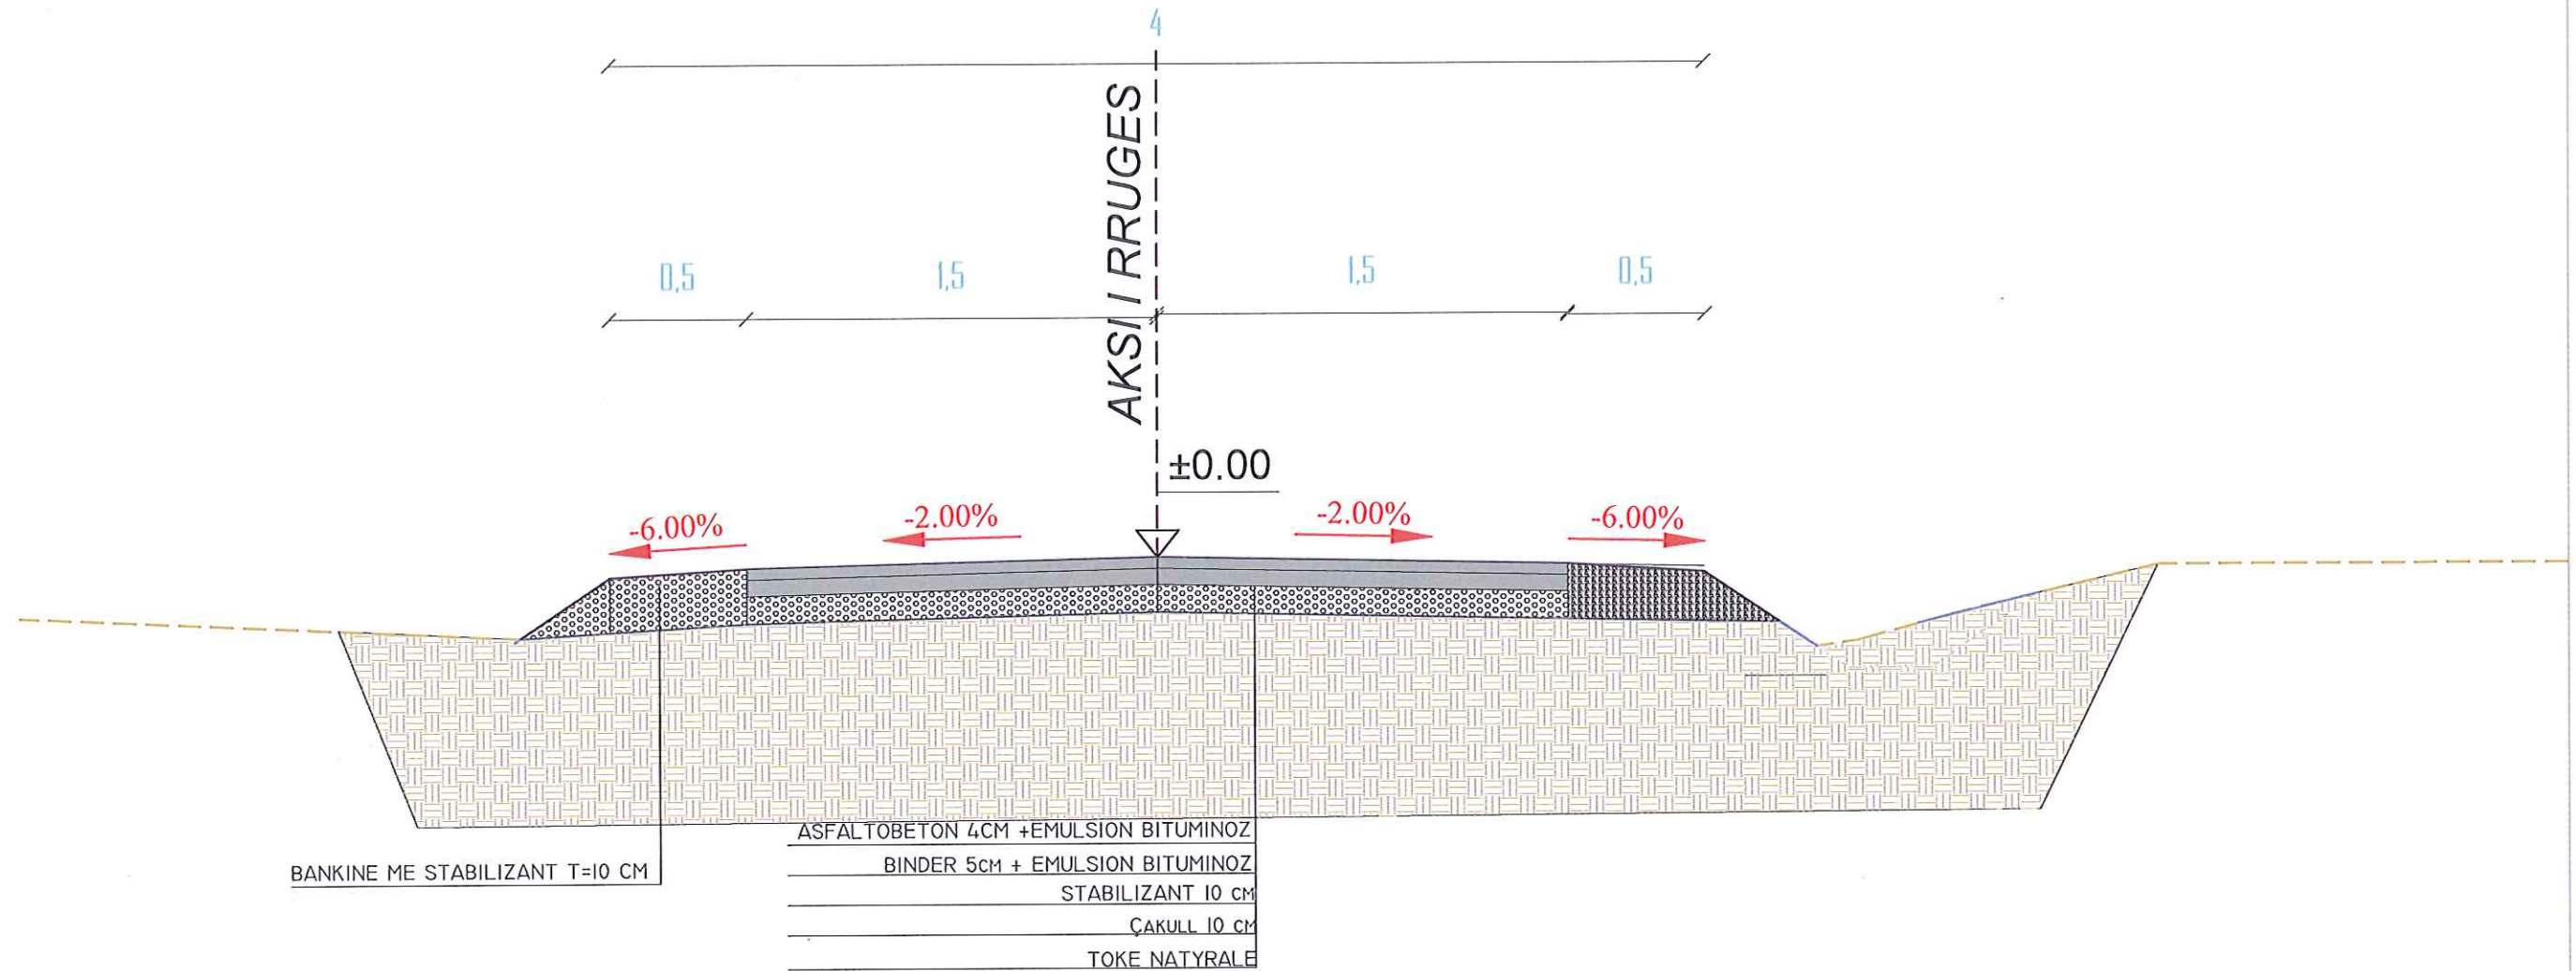 4
AKSI I RRUGES
0,5
1,5
1,5
0,5
±0.00
-6.00%
-2.00%
-2.00%
-6.00%
ASFALTOBETON 4CM +EMULSION BITUMINOZ
BINDER 5CM + EMULSION BITUMINOZ
BANKINE ME STABILIZANT T=10 CM
STABILIZANT 10 CM
ÇAKULL 10 CM
TOKE NATYRALE